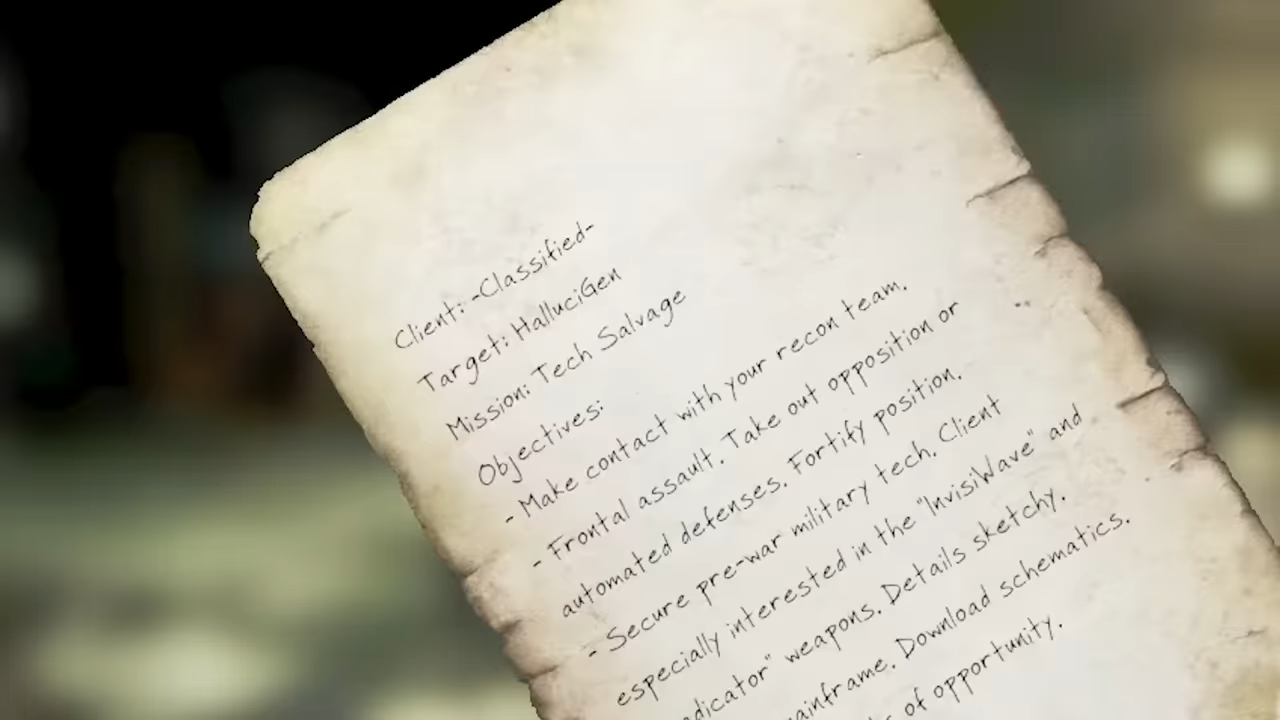 Client: -Classified-
Target: HalluciGen
Mission: Tech Salvage
Objectives:
- Make contact with your recon team.
- Frontal assault. Take out opposition or
automated defenses. Fortify position.
- Secure pre-war military tech. Client
especially interested in the "InvisiWave" and
weapons. Details sketchy.
Download schematics.
of opportunity.